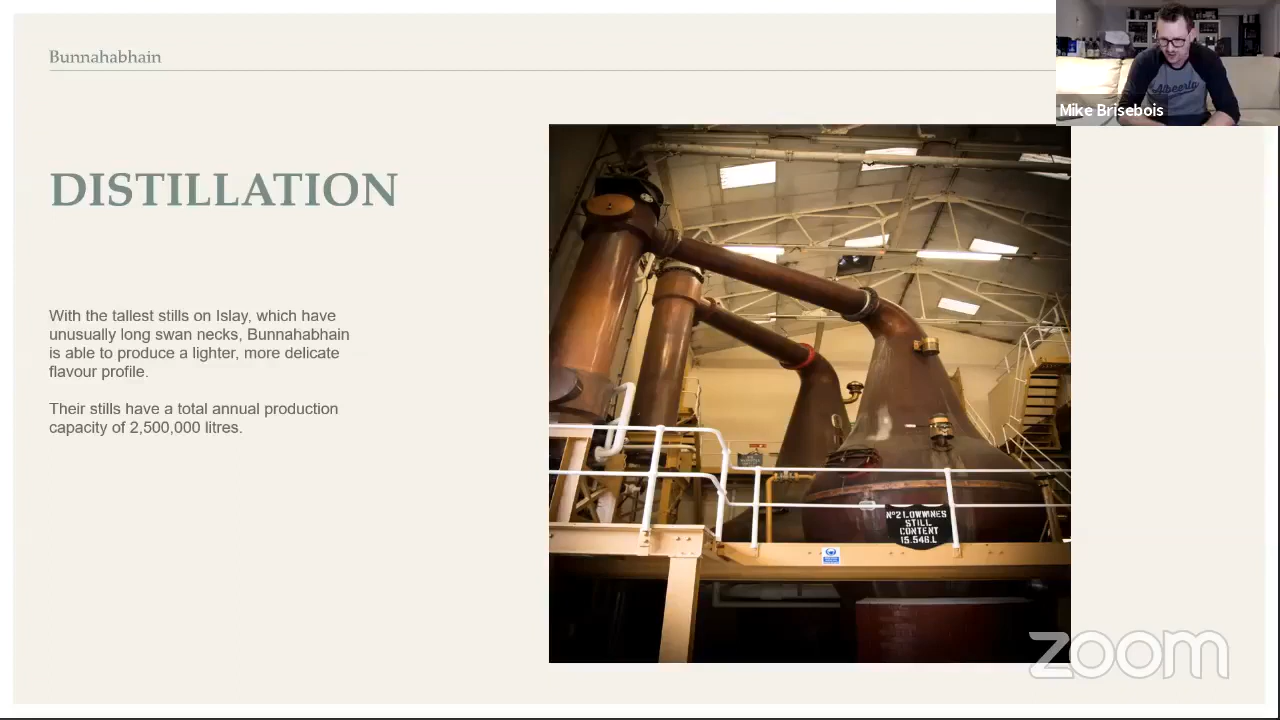 Bunnahabhain
Mike Brisebois
DISTILLATION
With the tallest stills on Islay, which have
unusually long swan necks, Bunnahabhain
is able to produce a lighter, more delicate
flavour profile.
Their stills have a total annual production
capacity of 2,500,000 litres.
Nº2 LOWWINES
STILL
CONTENT
15.546.L
zoom